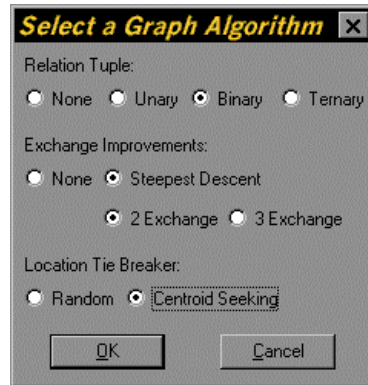 Select a Graph Algorithm
Relation Tuple:
None Unary Binary Ternary
Exchange Improvements:
None Steepest Descent
2 Exchange 3 Exchange
Location Tie Breaker:
Random Centroid Seeking
OK Cancel